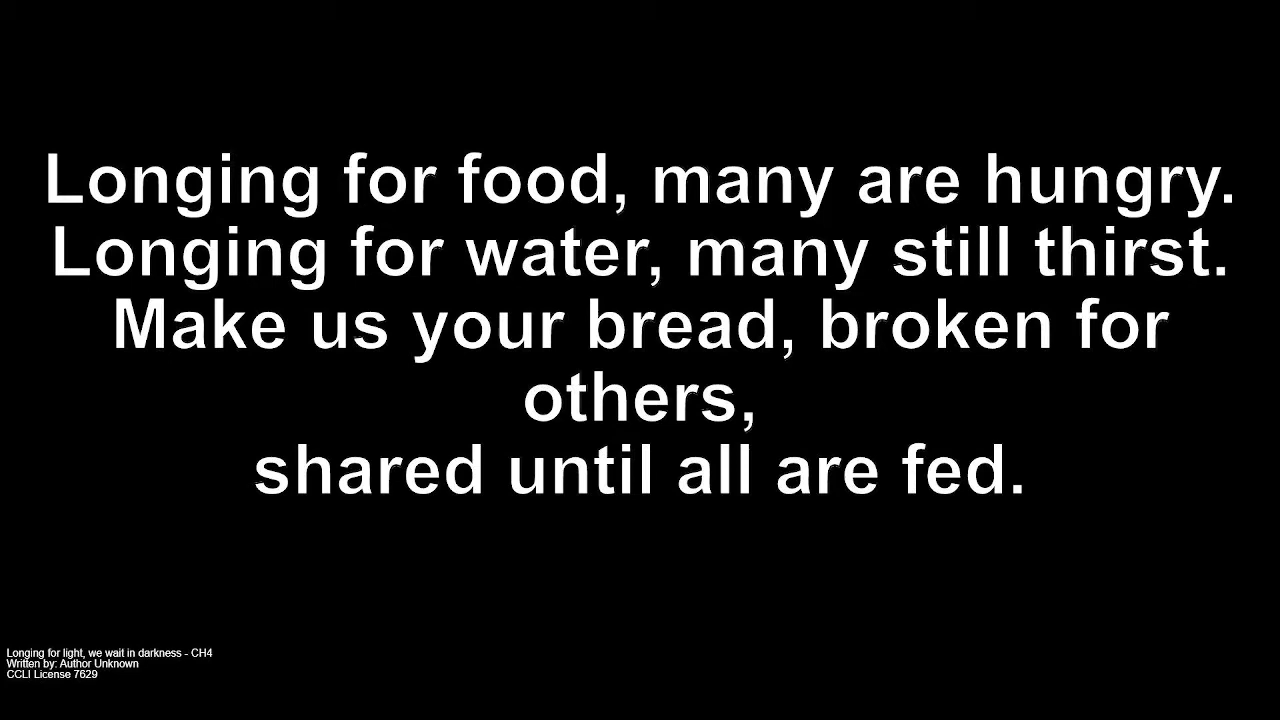 Longing for food, many are hungry.
Longing for water, many still thirst.
Make us your bread, broken for
others,
shared until all are fed.
Longing for light, we wait in darkness - CH4
Written by: Author Unknown
CCLI License 7629